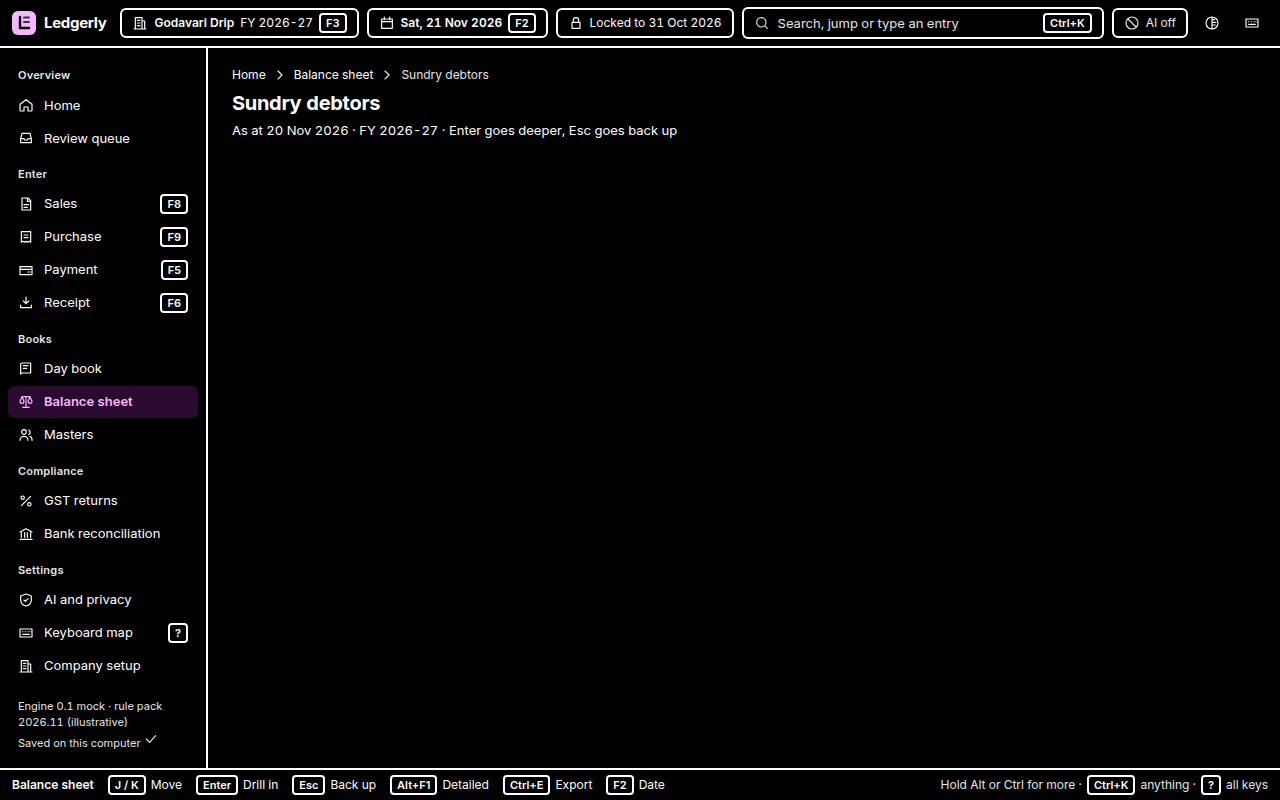 Ledgerly
Godavari Drip FY 2026-27 F3
Sat, 21 Nov 2026 F2
Locked to 31 Oct 2026
Search, jump or type an entry Ctrl+K
AI off
Overview
Home
Review queue
Enter
Sales F8
Purchase F9
Payment F5
Receipt F6
Books
Day book
Balance sheet
Masters
Compliance
GST returns
Bank reconciliation
Settings
AI and privacy
Keyboard map ?
Company setup
Engine 0.1 mock · rule pack
2026.11 (illustrative)
Saved on this computer
Home Balance sheet Sundry debtors
Sundry debtors
As at 20 Nov 2026 · FY 2026-27 · Enter goes deeper, Esc goes back up
Balance sheet J / K Move Enter Drill in Esc Back up Alt+F1 Detailed Ctrl+E Export F2 Date
Hold Alt or Ctrl for more · Ctrl+K anything · ? all keys